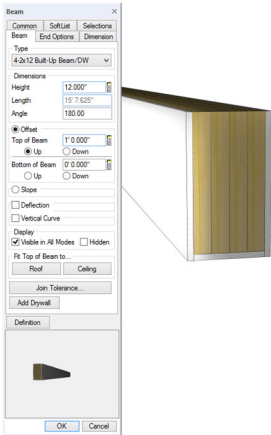 Beam
Common SoftList Selections
Beam End Options Dimension
Type
4-2x12 Built-Up Beam/DW
Dimensions
Height 12.000"
Length 15' 7.625"
Angle 180.00
Offset
Top of Beam 1' 0.000"
Up Down
Bottom of Beam 0' 0.000"
Up Down
Slope
Deflection
Vertical Curve
Display
Visible in All Modes Hidden
Fit Top of Beam to...
Roof Ceiling
Join Tolerance...
Add Drywall
Definition
OK Cancel